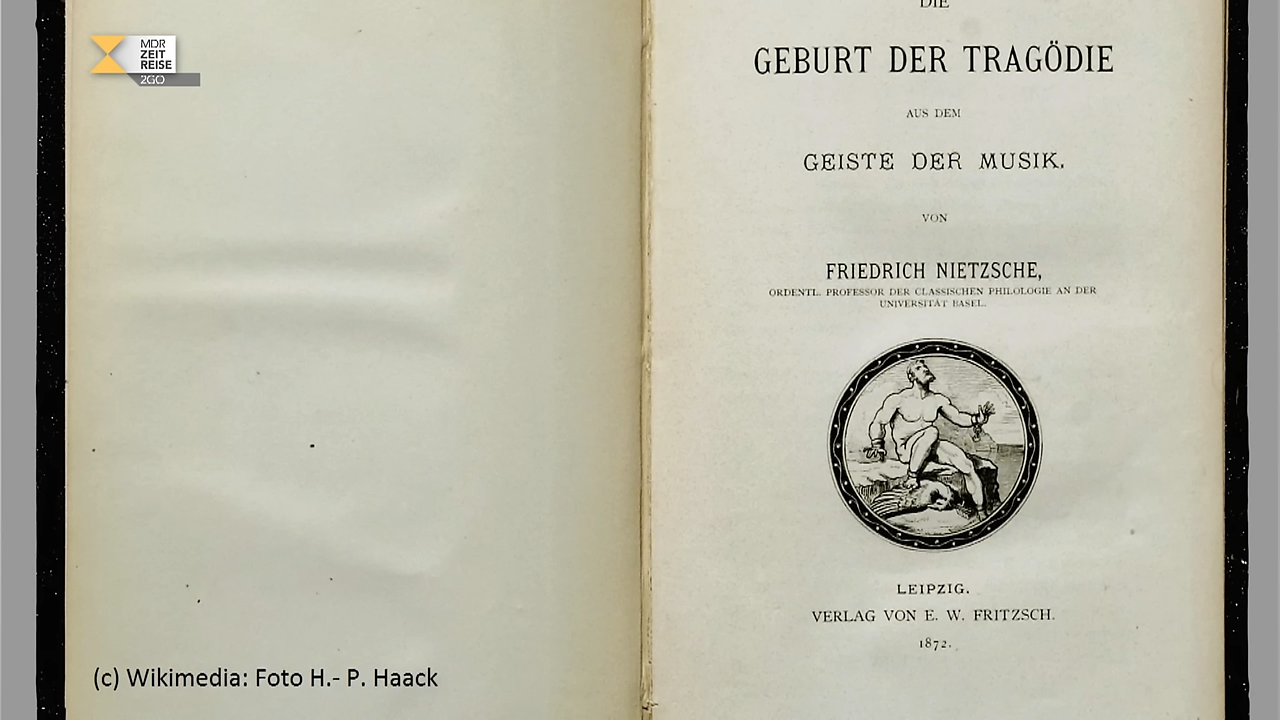 MDR
ZEIT
REISE
2GO
DIE
GEBURT DER TRAGÖDIE
AUS DEM
GEISTE DER MUSIK.
VON
FRIEDRICH NIETZSCHE,
ORDENTL. PROFESSOR DER CLASSISCHEN PHILOLOGIE AN DER
UNIVERSITÄT BASEL.
LEIPZIG.
VERLAG VON E. W. FRITZSCH.
1872.
(c) Wikimedia: Foto H.- P. Haack